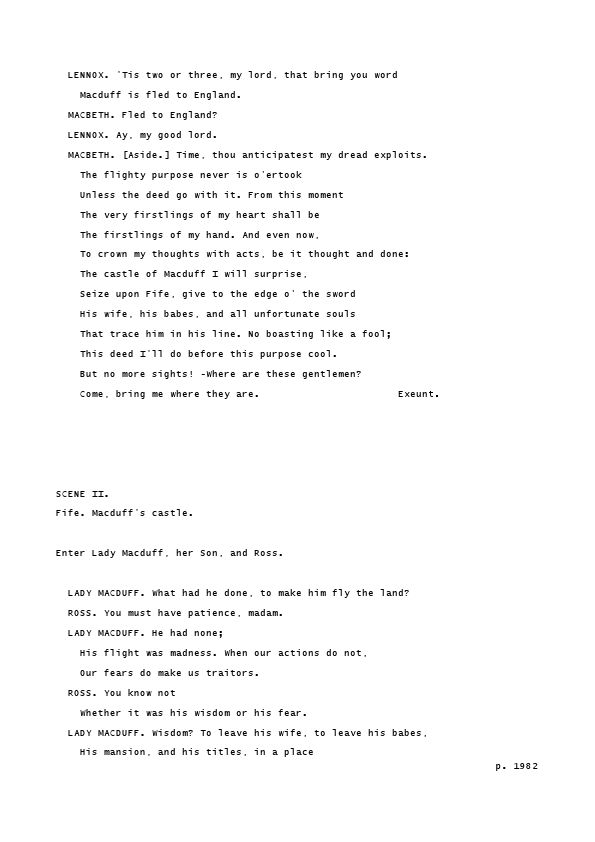 LENNOX. 'Tis two or three, my lord, that bring you word
Macduff is fled to England.
MACBETH. Fled to England?
LENNOX. Ay, my good lord.
MACBETH. [Aside.] Time, thou anticipatest my dread exploits.
The flighty purpose never is o'ertook
Unless the deed go with it. From this moment
The very firstlings of my heart shall be
The firstlings of my hand. And even now,
To crown my thoughts with acts, be it thought and done:
The castle of Macduff I will surprise,
Seize upon Fife, give to the edge o' the sword
His wife, his babes, and all unfortunate souls
That trace him in his line. No boasting like a fool;
This deed I'll do before this purpose cool.
But no more sights! -Where are these gentlemen?
Come, bring me where they are. Exeunt.
SCENE II.
Fife. Macduff's castle.
Enter Lady Macduff, her Son, and Ross.
LADY MACDUFF. What had he done, to make him fly the land?
ROSS. You must have patience, madam.
LADY MACDUFF. He had none;
His flight was madness. When our actions do not,
Our fears do make us traitors.
ROSS. You know not
Whether it was his wisdom or his fear.
LADY MACDUFF. Wisdom? To leave his wife, to leave his babes,
His mansion, and his titles, in a place
p. 1982